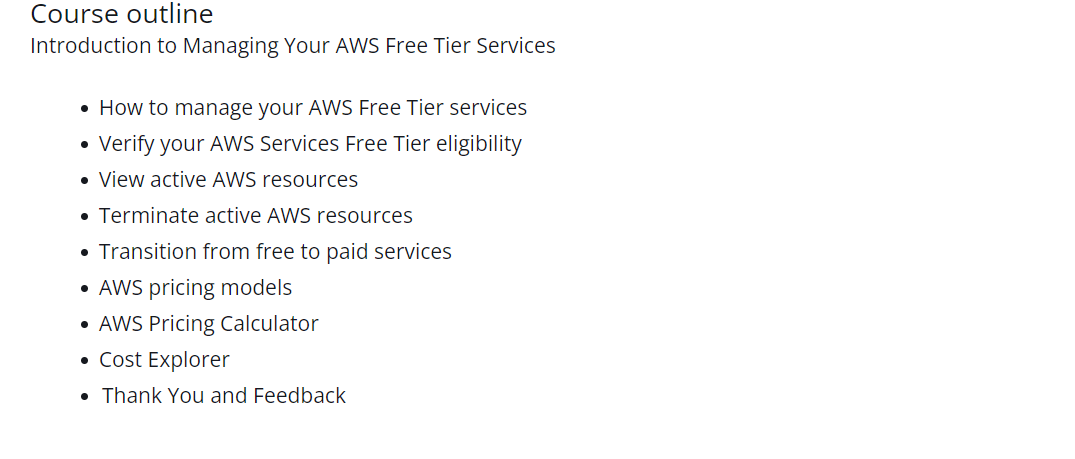 Course outline
Introduction to Managing Your AWS Free Tier Services
• How to manage your AWS Free Tier services
• Verify your AWS Services Free Tier eligibility
• View active AWS resources
• Terminate active AWS resources
• Transition from free to paid services
• AWS pricing models
• AWS Pricing Calculator
• Cost Explorer
• Thank You and Feedback